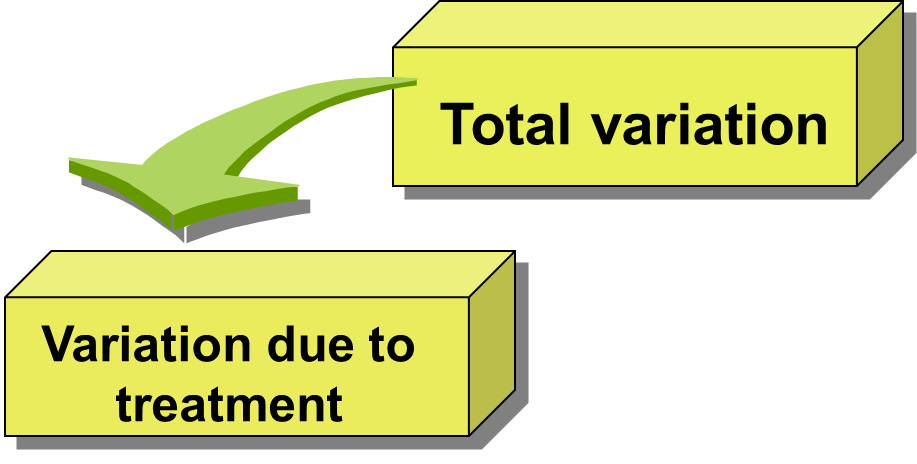 Total variation
Variation due to
treatment